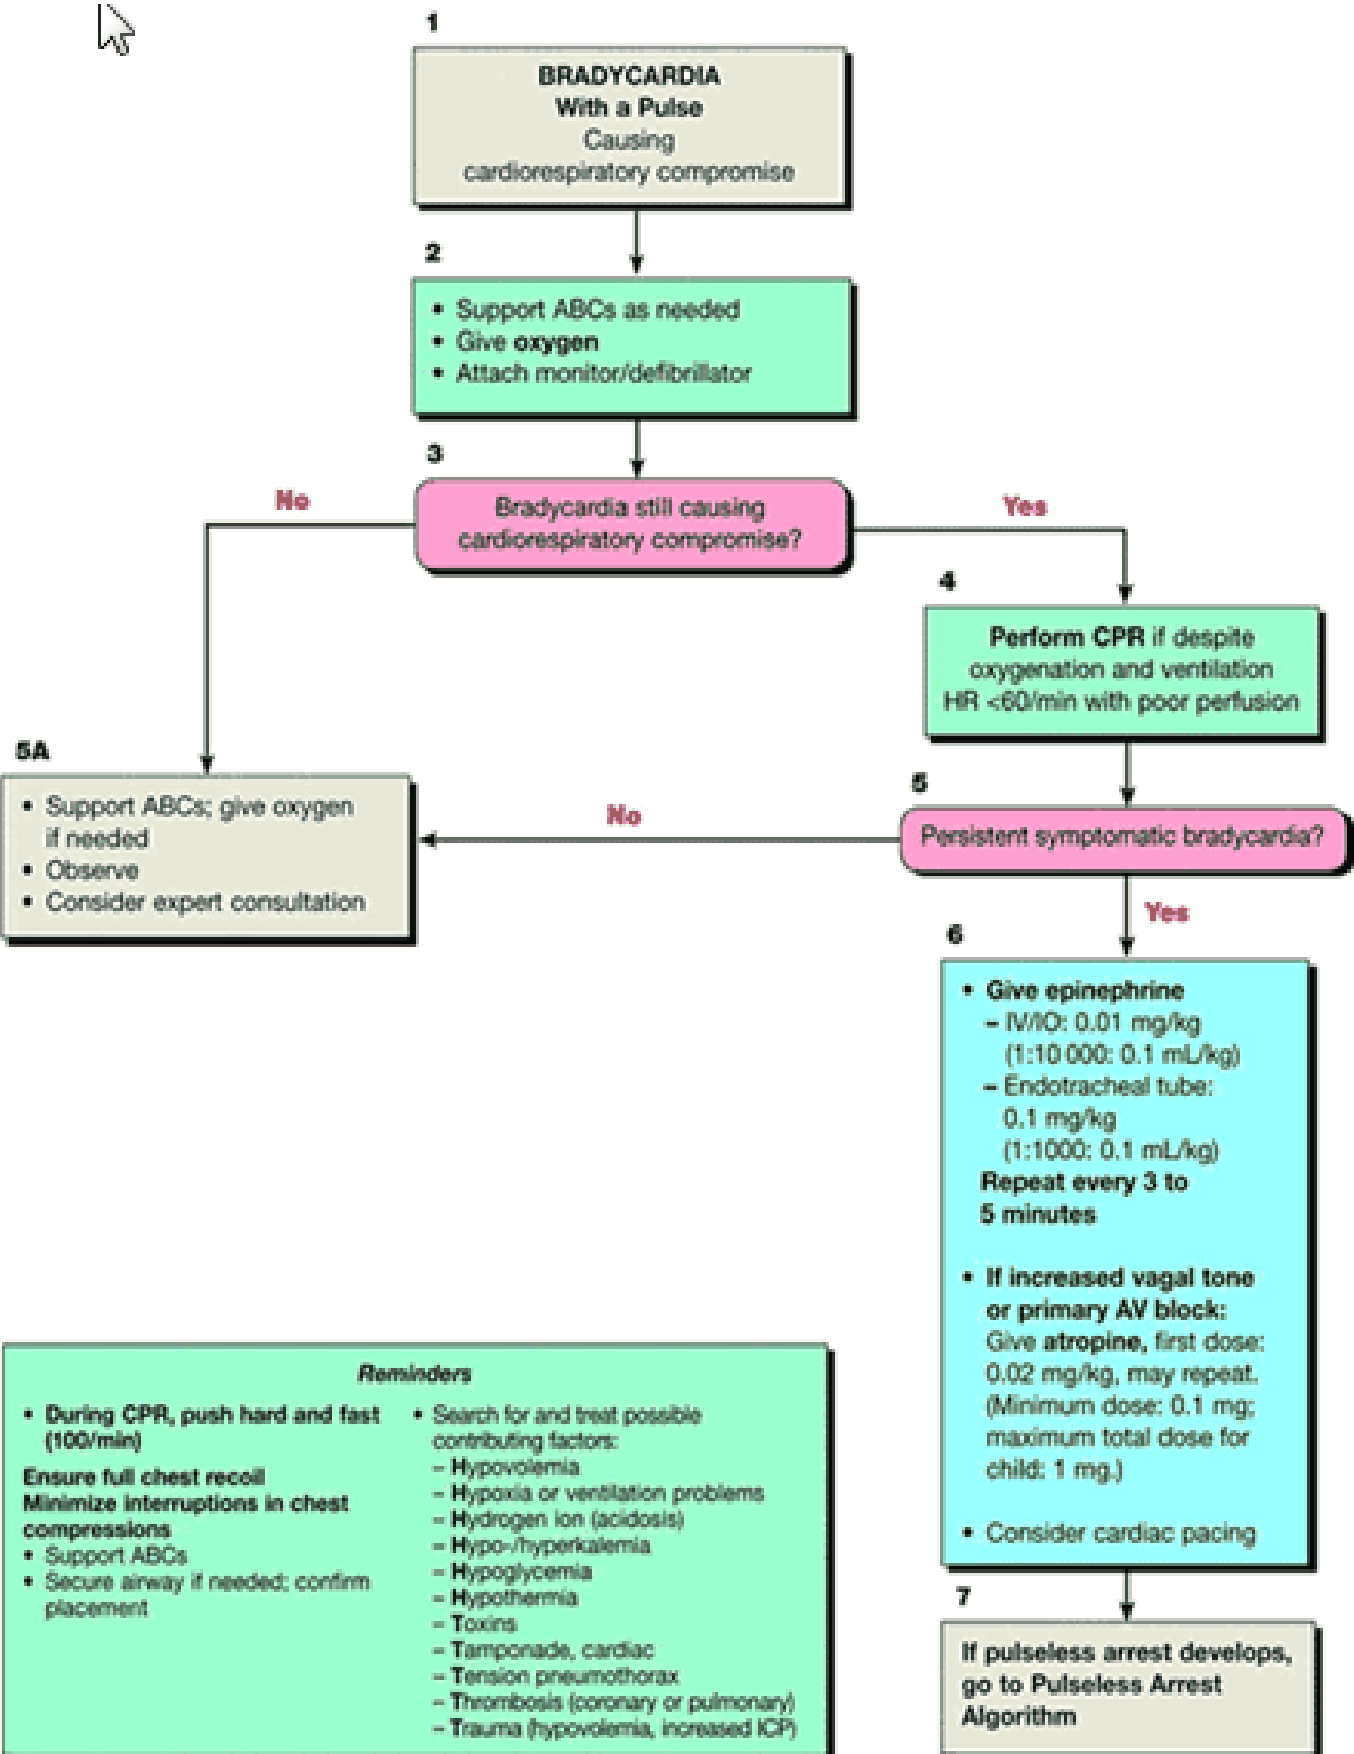 1
BRADYCARDIA
With a Pulse
Causing
cardiorespiratory compromise
2
• Support ABCs as needed
• Give oxygen
• Attach monitor/defibrillator
3
Bradycardia still causing
cardiorespiratory compromise?
No
Yes
4
Perform CPR if despite
oxygenation and ventilation
HR <60/min with poor perfusion
5A
• Support ABCs; give oxygen
if needed
• Observe
• Consider expert consultation
No
5
Persistent symptomatic bradycardia?
Yes
6
• Give epinephrine
– IV/IO: 0.01 mg/kg
(1:10 000: 0.1 mL/kg)
– Endotracheal tube:
0.1 mg/kg
(1:1000: 0.1 mL/kg)
Repeat every 3 to
5 minutes
• If increased vagal tone
or primary AV block:
Give atropine, first dose:
0.02 mg/kg, may repeat.
(Minimum dose: 0.1 mg;
maximum total dose for
child: 1 mg.)
• Consider cardiac pacing
7
If pulseless arrest develops,
go to Pulseless Arrest
Algorithm
Reminders
• During CPR, push hard and fast
(100/min)
Ensure full chest recoil
Minimize interruptions in chest
compressions
• Support ABCs
• Secure airway if needed; confirm
placement
• Search for and treat possible
contributing factors:
– Hypovolemia
– Hypoxia or ventilation problems
– Hydrogen ion (acidosis)
– Hypo-/hyperkalemia
– Hypoglycemia
– Hypothermia
– Toxins
– Tamponade, cardiac
– Tension pneumothorax
– Thrombosis (coronary or pulmonary)
– Trauma (hypovolemia, increased ICP)